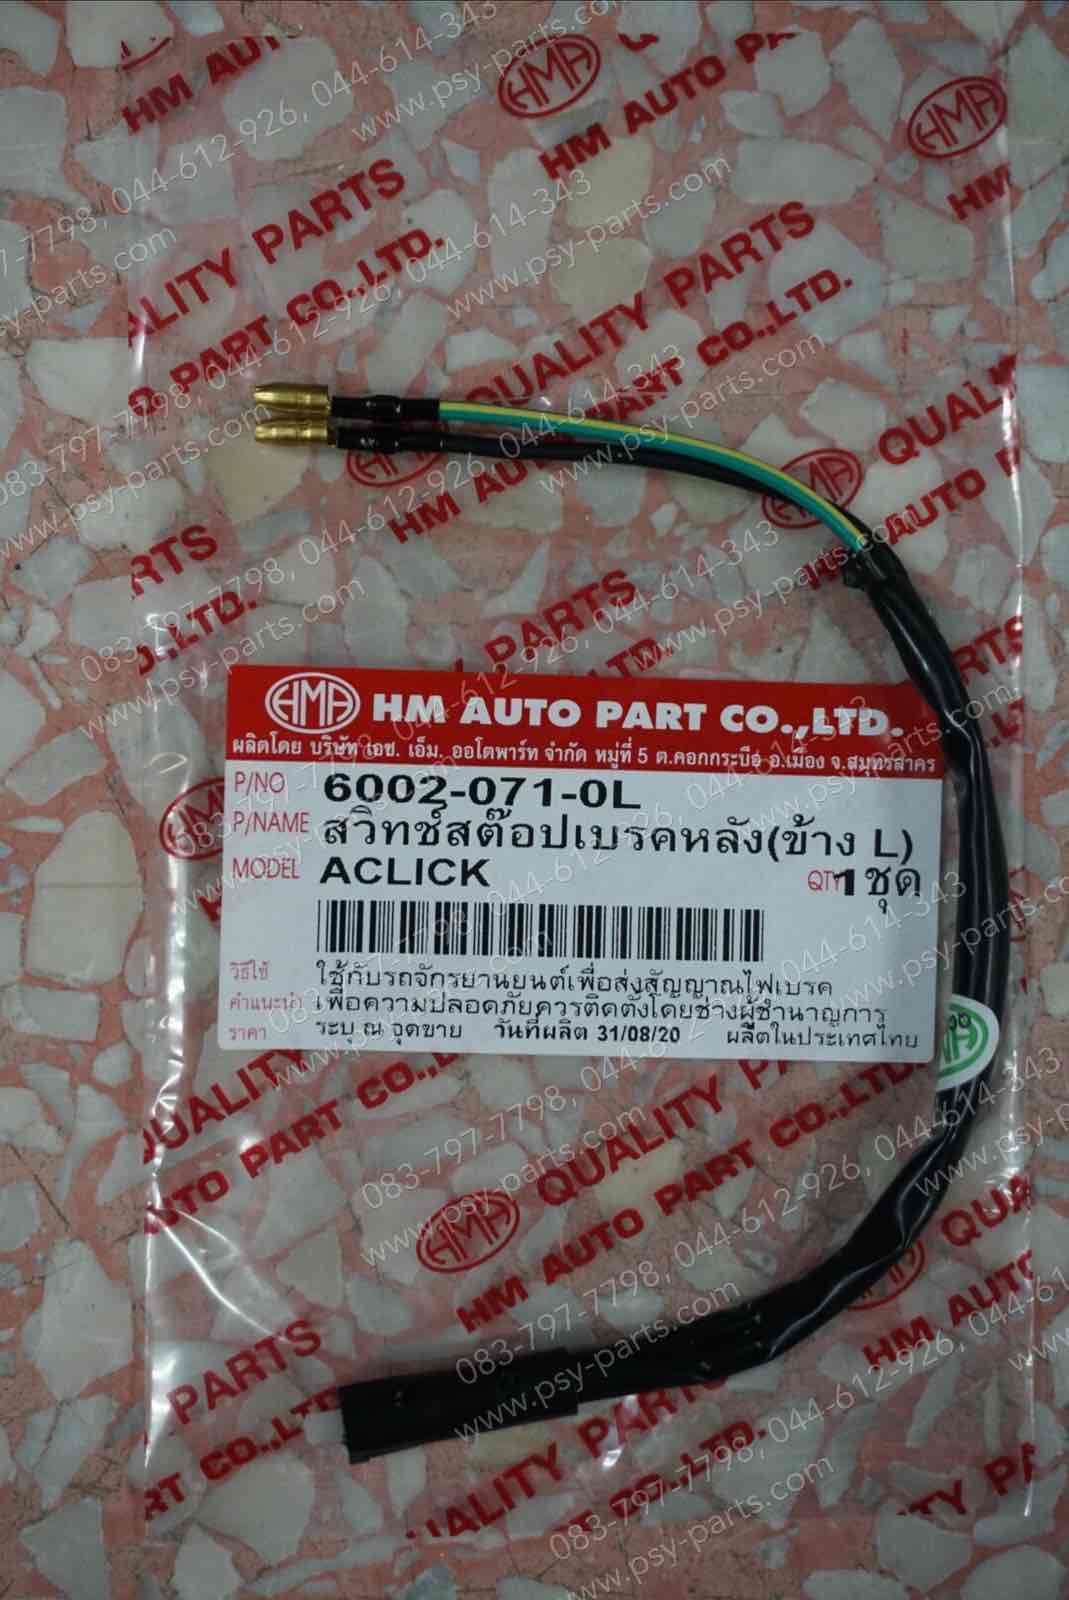 HMA HM AUTO PART CO.,LTD.
ผลิตโดย บริษัท เอช. เอ็ม. ออโตพาร์ท จำกัด หมู่ที่ 5 ต.คอกกระบือ อ.เมือง จ.สมุทรสาคร
P/NO 6002-071-0L
P/NAME สวิทช์สต๊อปเบรคหลัง(ข้าง L)
MODEL ACLICK QTY 1 ชุด
วิธีใช้ ใช้กับรถจักรยานยนต์เพื่อส่งสัญญาณไฟเบรค
คำแนะนำ เพื่อความปลอดภัยควรติดตั้งโดยช่างผู้ชำนาญการ
ราคา ระบุ ณ จุดขาย วันที่ผลิต 31/08/20 ผลิตในประเทศไทย
HMA QUALITY PARTS
HM AUTO PART CO.,LTD.
083-797-7798, 044-612-926, 044-614-343
www.psy-parts.com